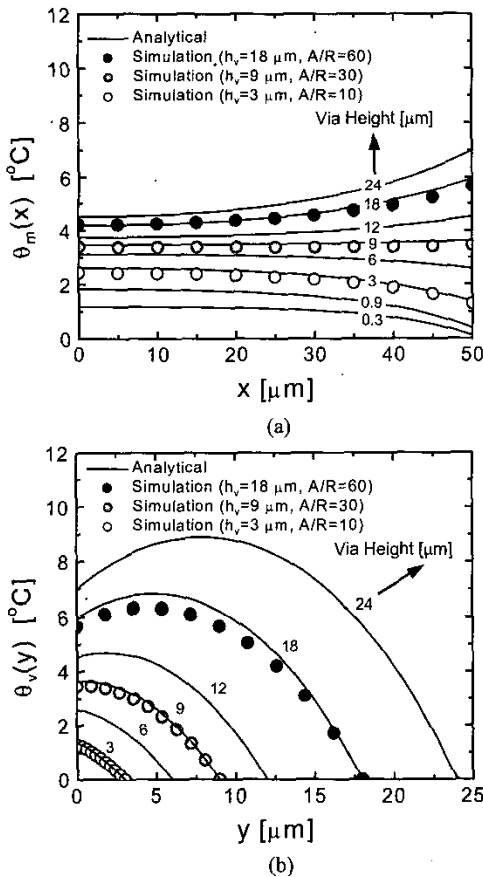 12
10
8
6
4
2
0
θm(x) [°C]
Analytical
Simulation (hv=18 μm, A/R=60)
Simulation (hv=9 μm, A/R=30)
Simulation (hv=3 μm, A/R=10)
Via Height [μm]
24
18
12
9
6
3
0.9
0.3
0 10 20 30 40 50
x [μm]
(a)
12
10
8
6
4
2
0
θv(y) [°C]
Analytical
Simulation (hv=18 μm, A/R=60)
Simulation (hv=9 μm, A/R=30)
Simulation (hv=3 μm, A/R=10)
Via Height [μm]
24
18
12
9
6
3
0 5 10 15 20 25
y [μm]
(b)